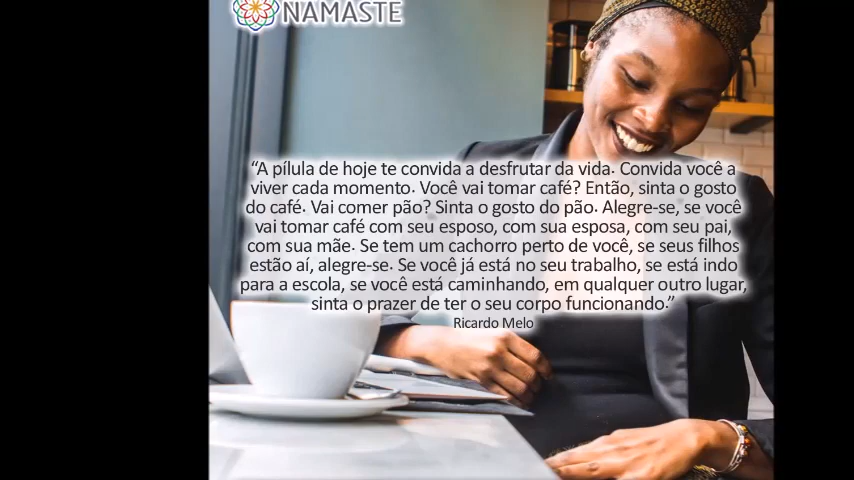 NAMASTE
“A pílula de hoje te convida a desfrutar da vida. Convida você a
viver cada momento. Você vai tomar café? Então, sinta o gosto
do café. Vai comer pão? Sinta o gosto do pão. Alegre-se, se você
vai tomar café com seu esposo, com sua esposa, com seu pai,
com sua mãe. Se tem um cachorro perto de você, se seus filhos
estão aí, alegre-se. Se você já está no seu trabalho, se está indo
para a escola, se você está caminhando, em qualquer outro lugar,
sinta o prazer de ter o seu corpo funcionando.”
Ricardo Melo